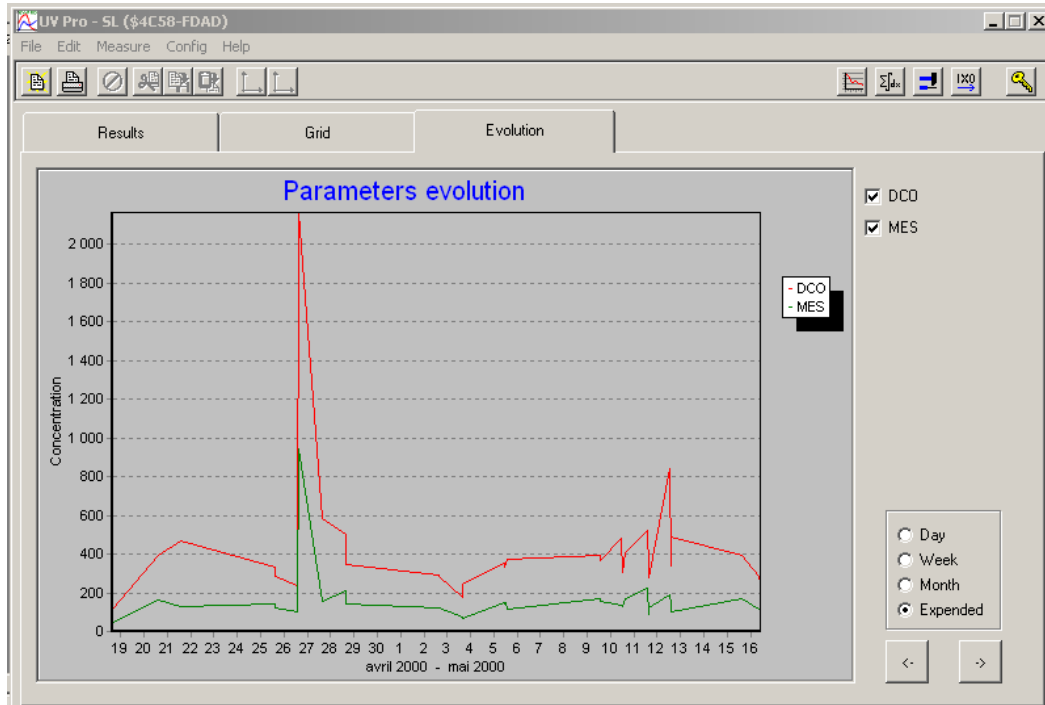 UV Pro - SL ($4C58-FDAD)
File Edit Measure Config Help
Results Grid Evolution
Parameters evolution
DCO
MES
2 000
1 800
1 600
1 400
1 200
1 000
800
600
400
200
0
Concentration
DCO
MES
19 20 21 22 23 24 25 26 27 28 29 30 1 2 3 4 5 6 7 8 9 10 11 12 13 14 15 16
avril 2000 - mai 2000
Day
Week
Month
Expended
<- ->